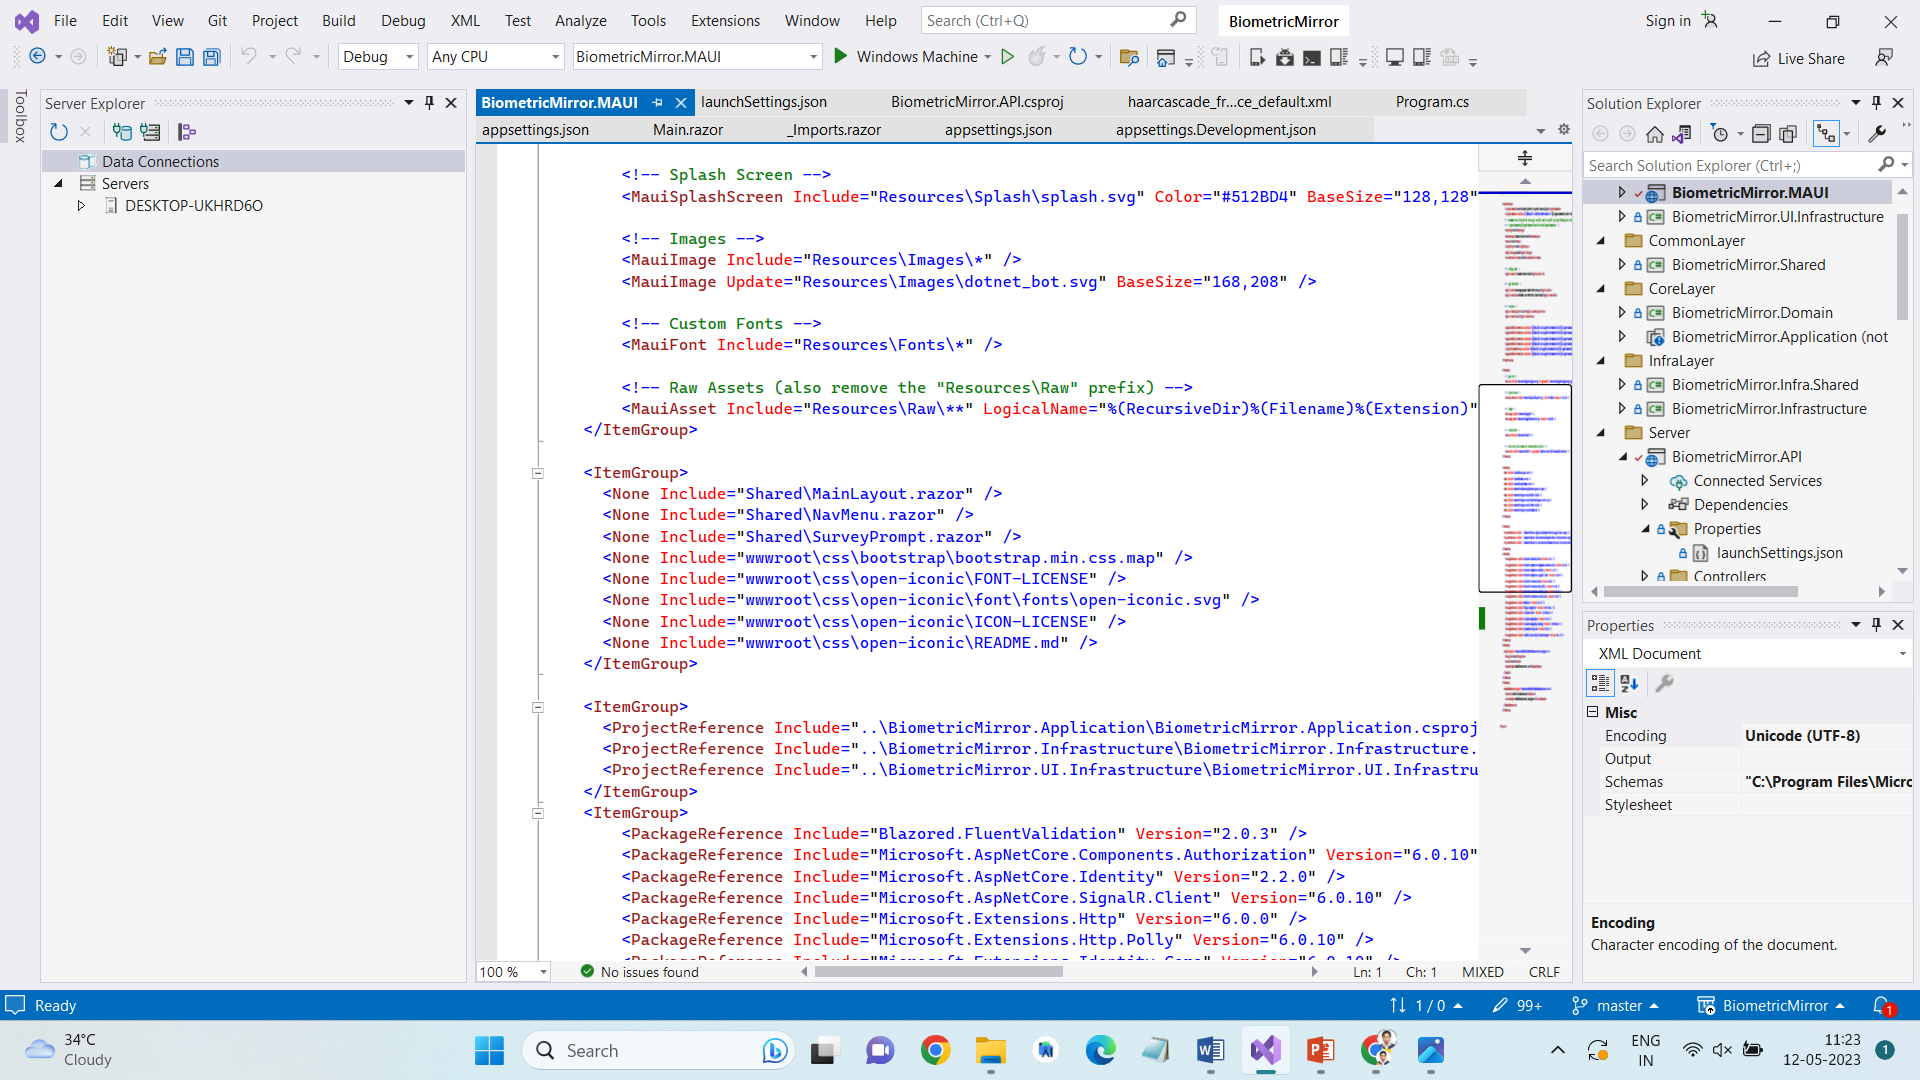 File Edit View Git Project Build Debug XML Test Analyze Tools Extensions Window Help Search (Ctrl+Q) BiometricMirror Sign in
Debug Any CPU BiometricMirror.MAUI Windows Machine Live Share
Toolbox
Server Explorer
Data Connections
Servers
DESKTOP-UKHRD6O
BiometricMirror.MAUI launchSettings.json BiometricMirror.API.csproj haarcascade_fr...ce_default.xml Program.cs
appsettings.json Main.razor _Imports.razor appsettings.json appsettings.Development.json
<!-- Splash Screen -->
<MauiSplashScreen Include="Resources\Splash\splash.svg" Color="#512BD4" BaseSize="128,128"
<!-- Images -->
<MauiImage Include="Resources\Images\*" />
<MauiImage Update="Resources\Images\dotnet_bot.svg" BaseSize="168,208" />
<!-- Custom Fonts -->
<MauiFont Include="Resources\Fonts\*" />
<!-- Raw Assets (also remove the "Resources\Raw" prefix) -->
<MauiAsset Include="Resources\Raw\**" LogicalName="%(RecursiveDir)%(Filename)%(Extension)"
</ItemGroup>
<ItemGroup>
<None Include="Shared\MainLayout.razor" />
<None Include="Shared\NavMenu.razor" />
<None Include="Shared\SurveyPrompt.razor" />
<None Include="wwwroot\css\bootstrap\bootstrap.min.css.map" />
<None Include="wwwroot\css\open-iconic\FONT-LICENSE" />
<None Include="wwwroot\css\open-iconic\font\fonts\open-iconic.svg" />
<None Include="wwwroot\css\open-iconic\ICON-LICENSE" />
<None Include="wwwroot\css\open-iconic\README.md" />
</ItemGroup>
<ItemGroup>
<ProjectReference Include="..\BiometricMirror.Application\BiometricMirror.Application.csproj
<ProjectReference Include="..\BiometricMirror.Infrastructure\BiometricMirror.Infrastructure.
<ProjectReference Include="..\BiometricMirror.UI.Infrastructure\BiometricMirror.UI.Infrastru
</ItemGroup>
<ItemGroup>
<PackageReference Include="Blazored.FluentValidation" Version="2.0.3" />
<PackageReference Include="Microsoft.AspNetCore.Components.Authorization" Version="6.0.10"
<PackageReference Include="Microsoft.AspNetCore.Identity" Version="2.2.0" />
<PackageReference Include="Microsoft.AspNetCore.SignalR.Client" Version="6.0.10" />
<PackageReference Include="Microsoft.Extensions.Http" Version="6.0.0" />
<PackageReference Include="Microsoft.Extensions.Http.Polly" Version="6.0.10" />
100 % No issues found Ln: 1 Ch: 1 MIXED CRLF
Solution Explorer
Search Solution Explorer (Ctrl+;)
BiometricMirror.MAUI
BiometricMirror.UI.Infrastructure
CommonLayer
BiometricMirror.Shared
CoreLayer
BiometricMirror.Domain
BiometricMirror.Application (not
InfraLayer
BiometricMirror.Infra.Shared
BiometricMirror.Infrastructure
Server
BiometricMirror.API
Connected Services
Dependencies
Properties
launchSettings.json
Controllers
Properties
XML Document
Misc
Encoding Unicode (UTF-8)
Output
Schemas "C:\Program Files\Micro
Stylesheet
Encoding
Character encoding of the document.
Ready 1 / 0 99+ master BiometricMirror 1
34°C
Cloudy
Search
ENG
IN
11:23
12-05-2023
1